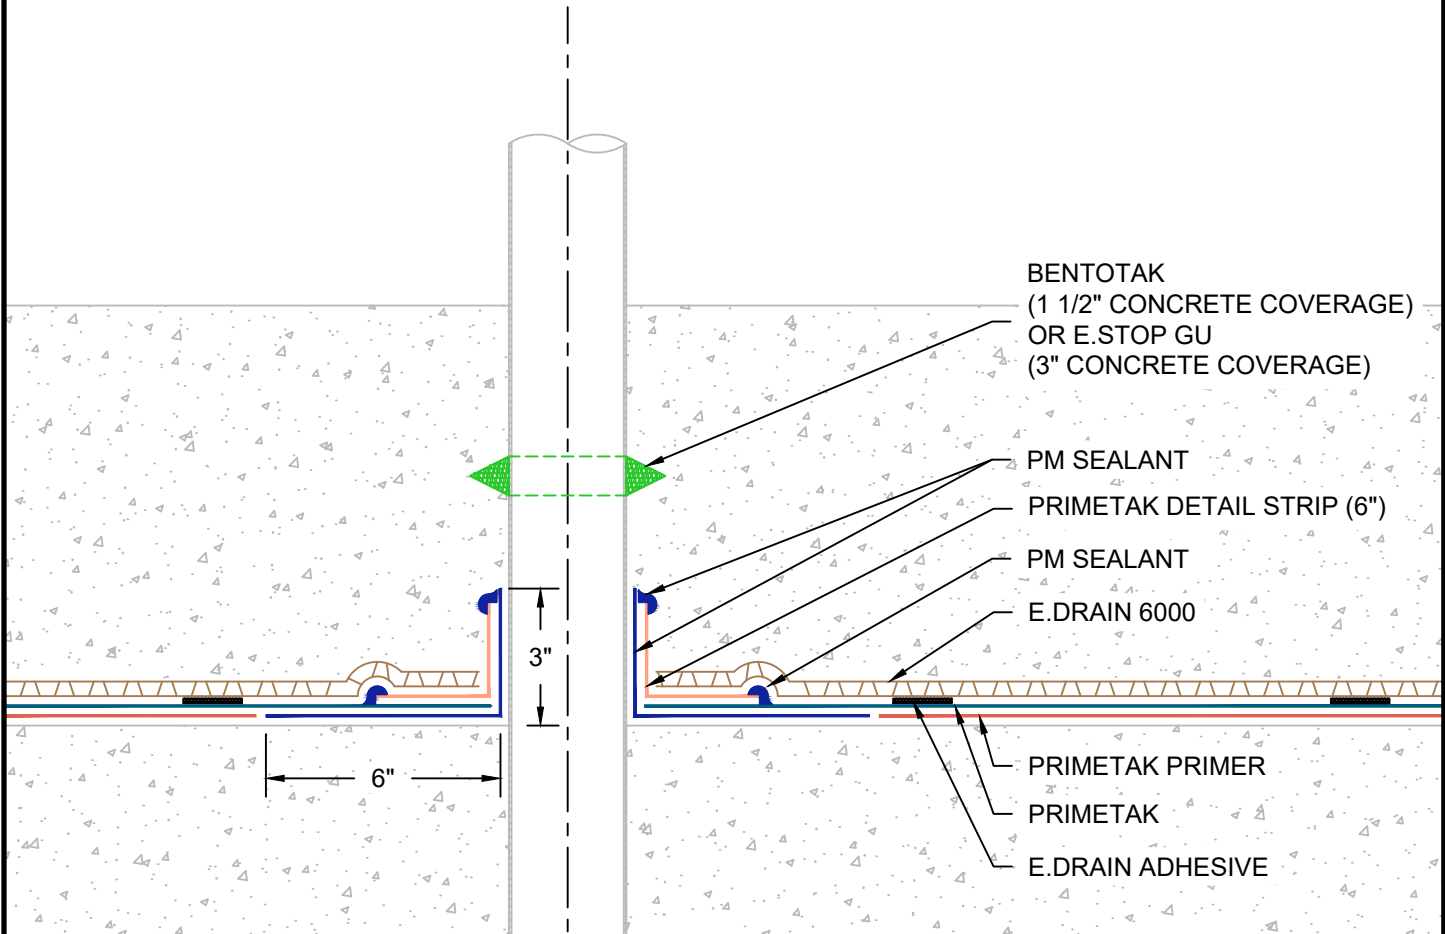 BENTOTAK
(1 1/2" CONCRETE COVERAGE)
OR E.STOP GU
(3" CONCRETE COVERAGE)
PM SEALANT
PRIMETAK DETAIL STRIP (6")
PM SEALANT
E.DRAIN 6000
3"
6"
PRIMETAK PRIMER
PRIMETAK
E.DRAIN ADHESIVE